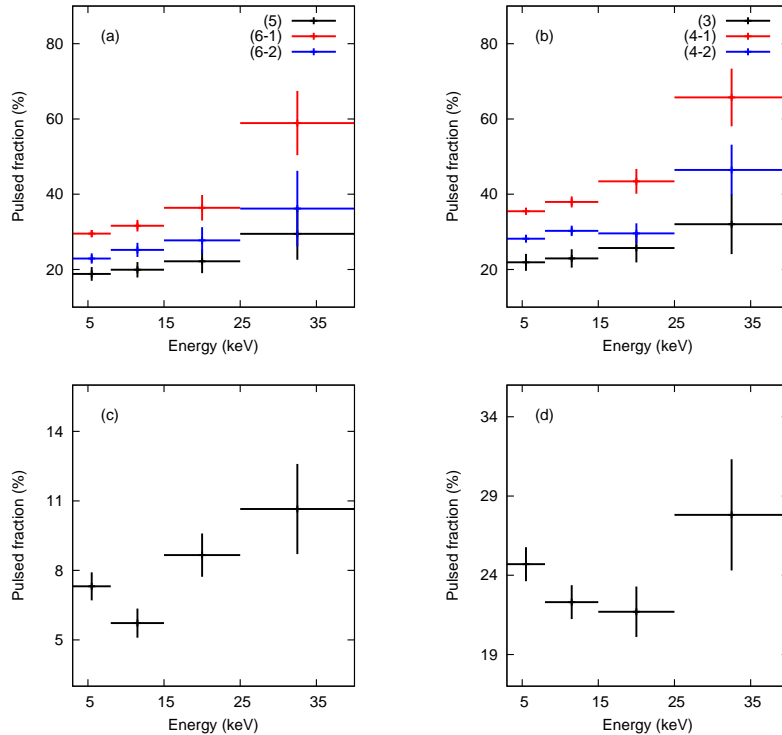 (a)
(5)
(6-1)
(6-2)
80
60
40
20
Pulsed fraction (%)
5 15 25 35
Energy (keV)
(b)
(3)
(4-1)
(4-2)
80
60
40
20
Pulsed fraction (%)
5 15 25 35
Energy (keV)
(c)
14
11
8
5
Pulsed fraction (%)
5 15 25 35
Energy (keV)
(d)
34
29
24
19
Pulsed fraction (%)
5 15 25 35
Energy (keV)